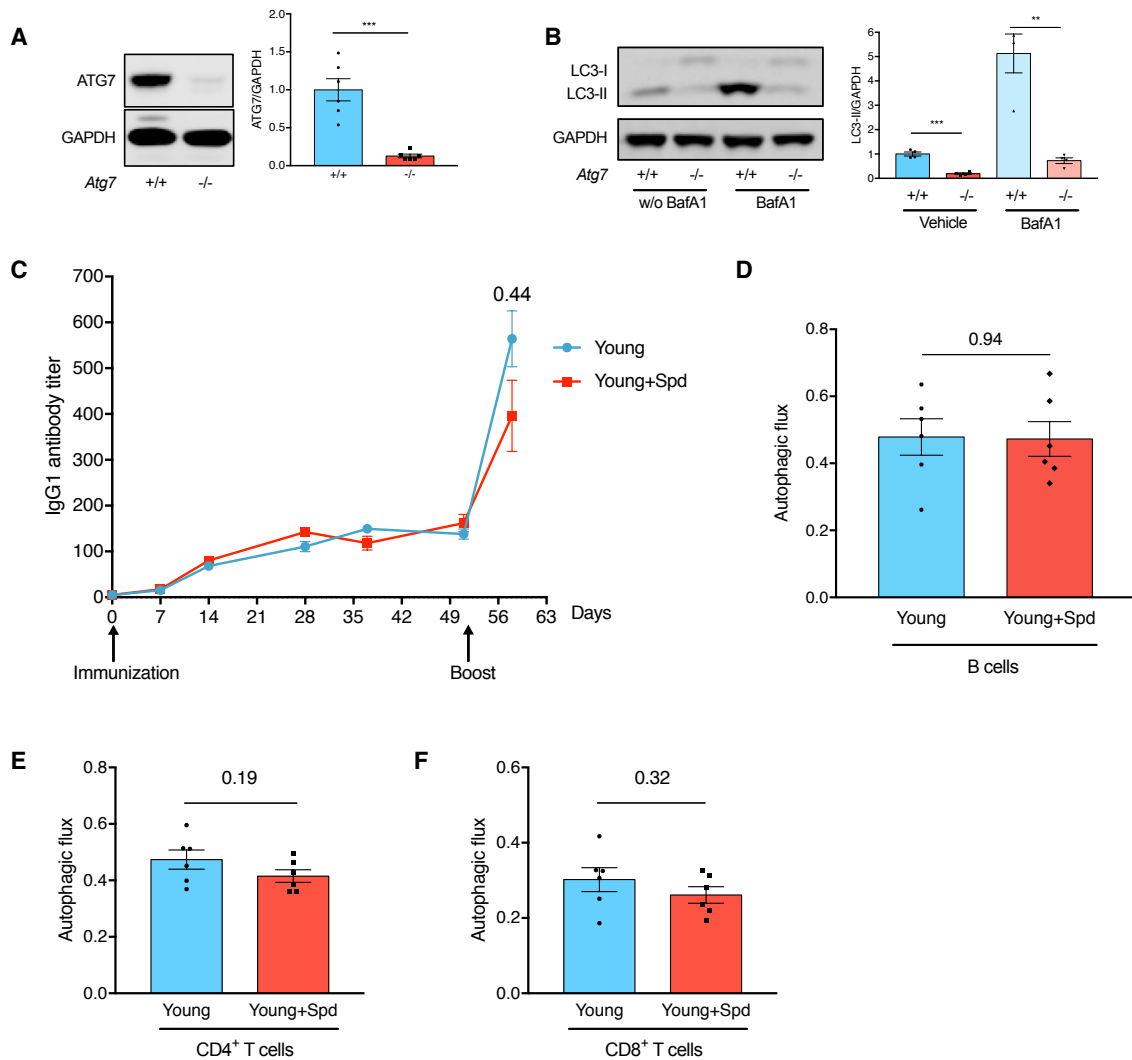 A
ATG7
GAPDH
Atg7 +/+ -/-
ATG7/GAPDH
2.0
1.5
1.0
0.5
0.0
***
+/+ -/-
B
LC3-I
LC3-II
GAPDH
Atg7 +/+ -/- +/+ -/-
w/o BafA1 BafA1
LC3-II/GAPDH
6
5
4
3
2
1
0
***
**
+/+ -/- +/+ -/-
Vehicle BafA1
C
IgG1 antibody titer
700
600
500
400
300
200
100
0
0.44
Young
Young+Spd
0 7 14 21 28 35 42 49 56 63 Days
Immunization Boost
D
Autophagic flux
0.8
0.6
0.4
0.2
0.0
0.94
Young Young+Spd
B cells
E
Autophagic flux
0.8
0.6
0.4
0.2
0.0
0.19
Young Young+Spd
CD4+ T cells
F
Autophagic flux
0.6
0.4
0.2
0.0
0.32
Young Young+Spd
CD8+ T cells